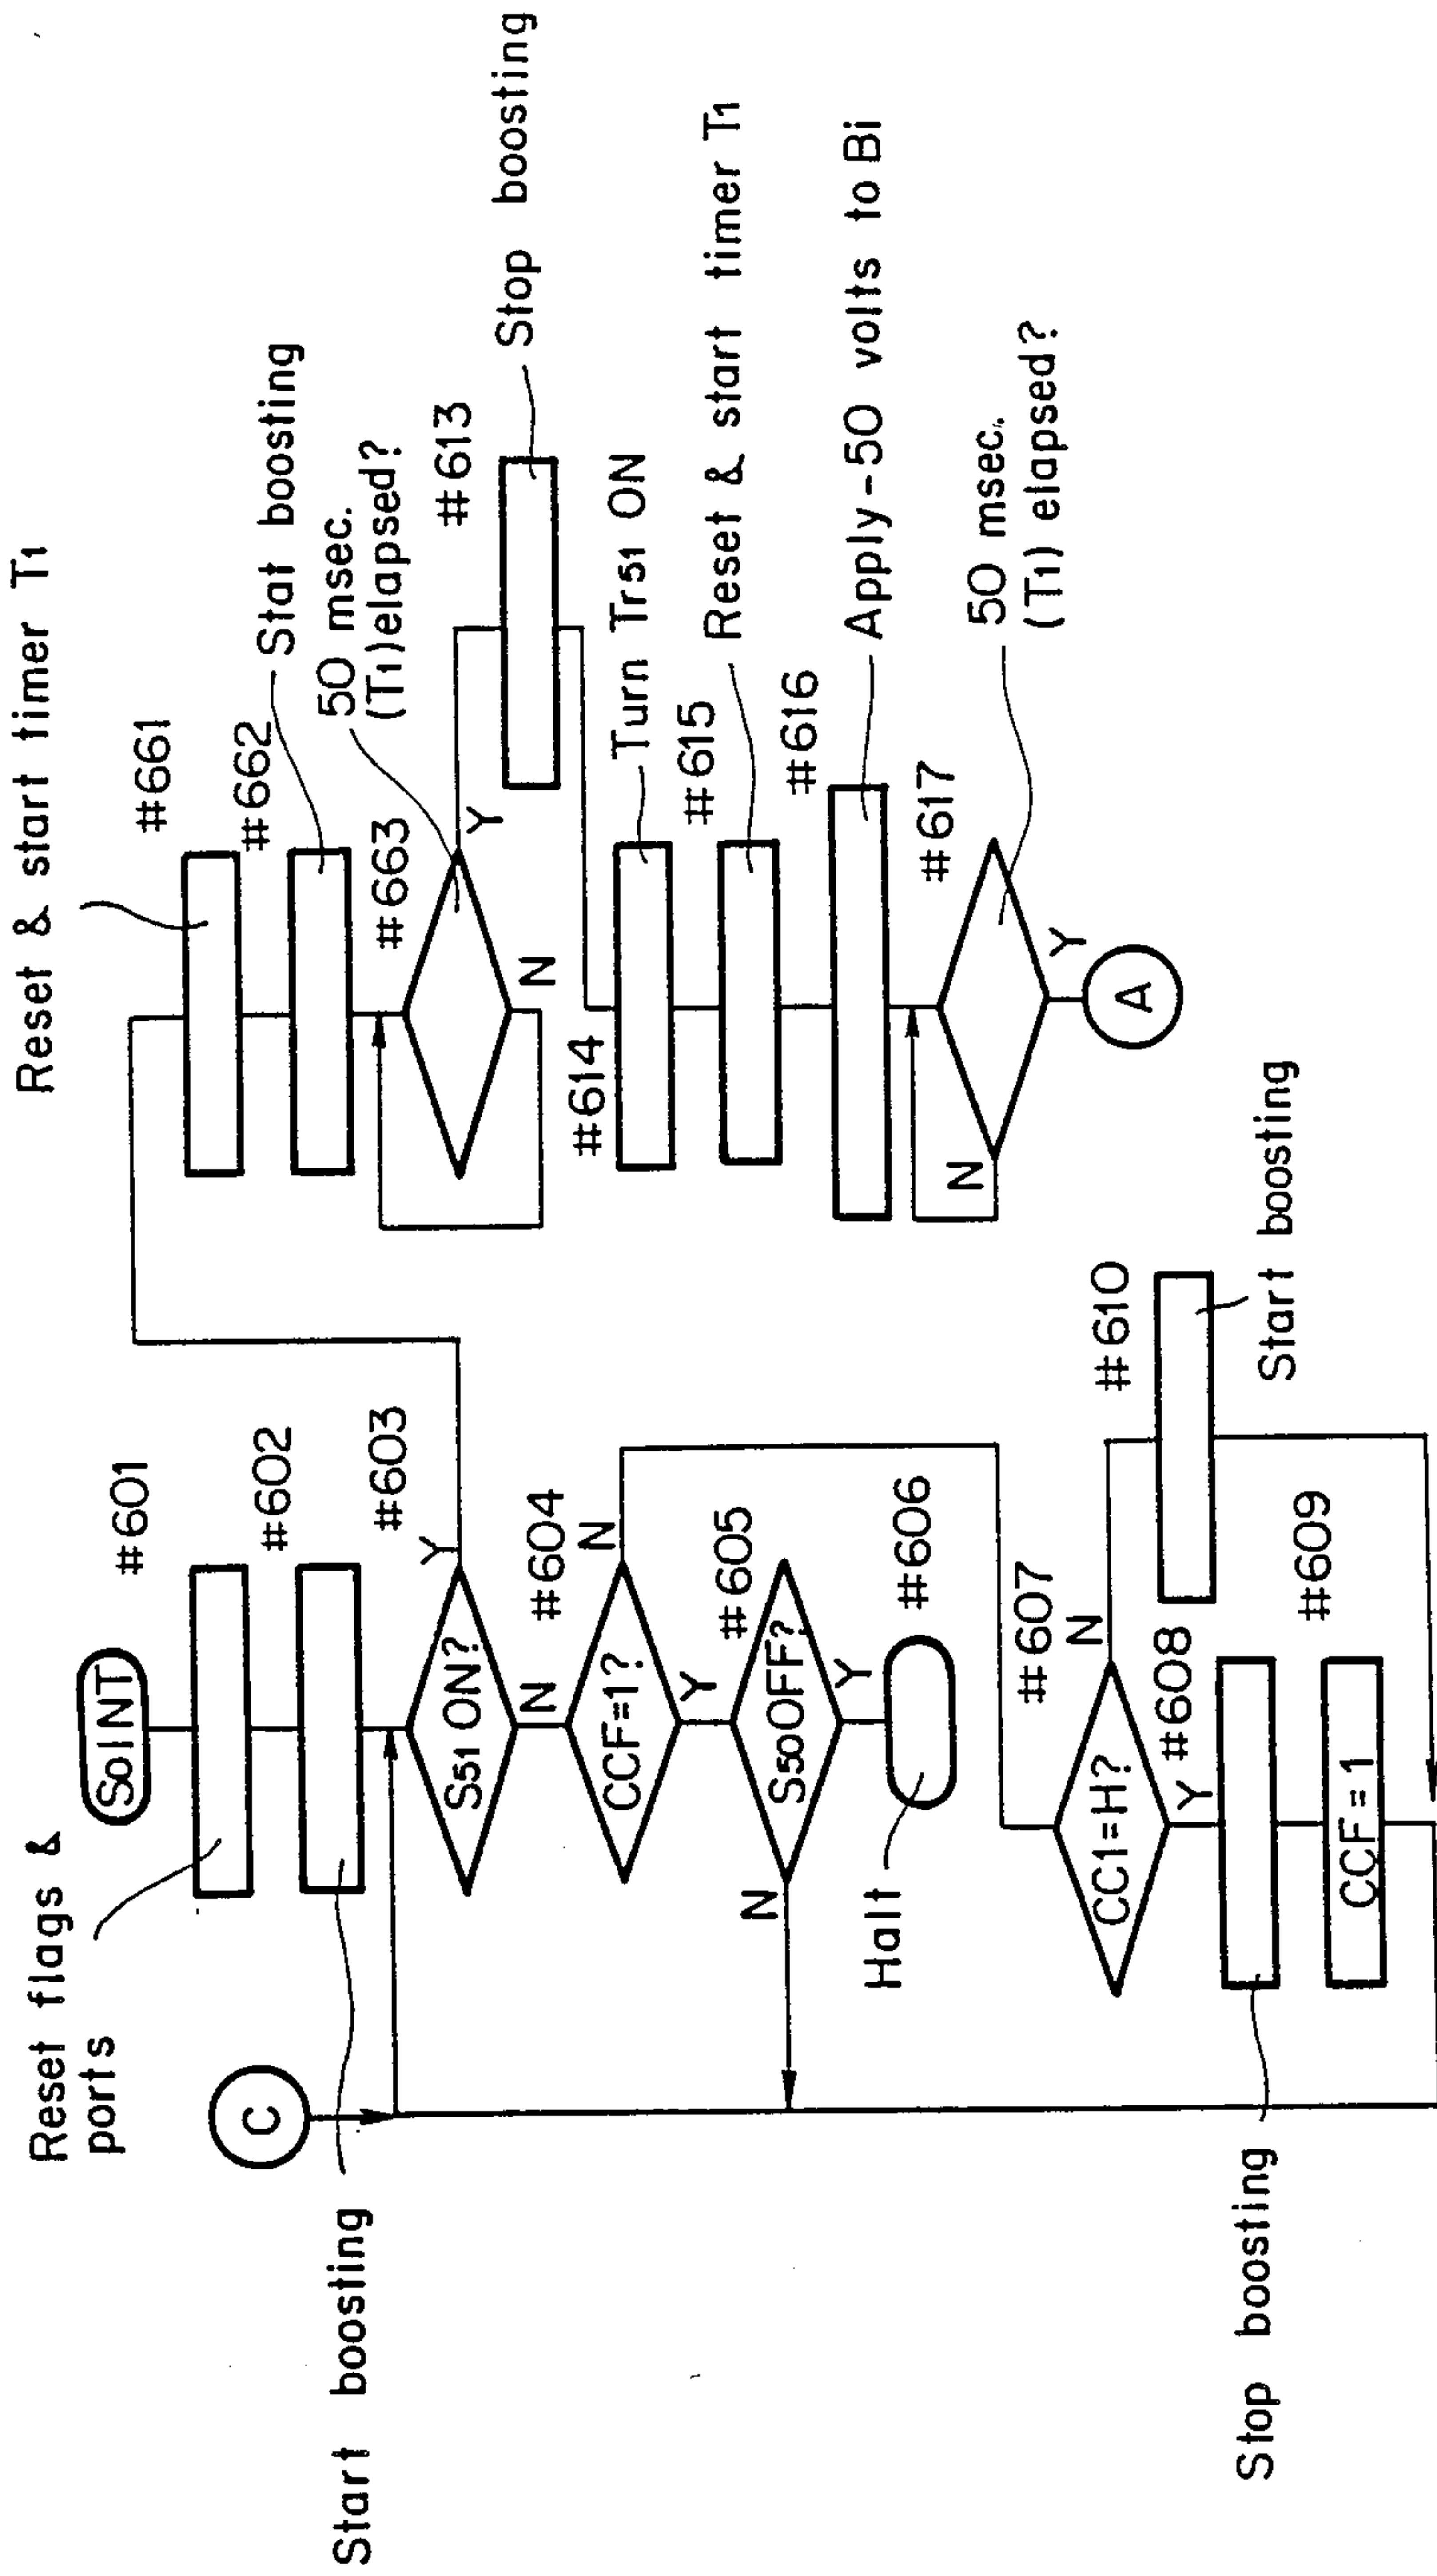 Reset flags &
ports
SoINT
#601
C
#602
Start boosting
#603
S51 ON?
Y
N
#604
CCF=1?
N
Y
#605
S50OFF?
N
Y
#606
Halt
#607
CC1=H?
N
Y
#608
Stop boosting
#609
CCF=1
#610
Start boosting
Reset & start timer T1
#661
#662
Stat boosting
#663
50 msec.
(T1)elapsed?
Y
N
#613
Stop boosting
#614
Turn Tr51 ON
#615
Reset & start timer T1
#616
Apply-50 volts to Bi
#617
50 msec.
(T1) elapsed?
N
Y
A